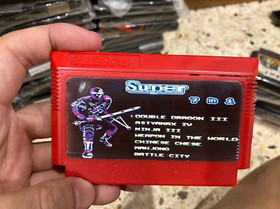 Super
7 in 1
DOUBLE DRAGON III
ASTYANAX IV
NINJA III
WEAPON IN THE WORLD
CHINESE CHESE
MAHJONG
BATTLE CITY